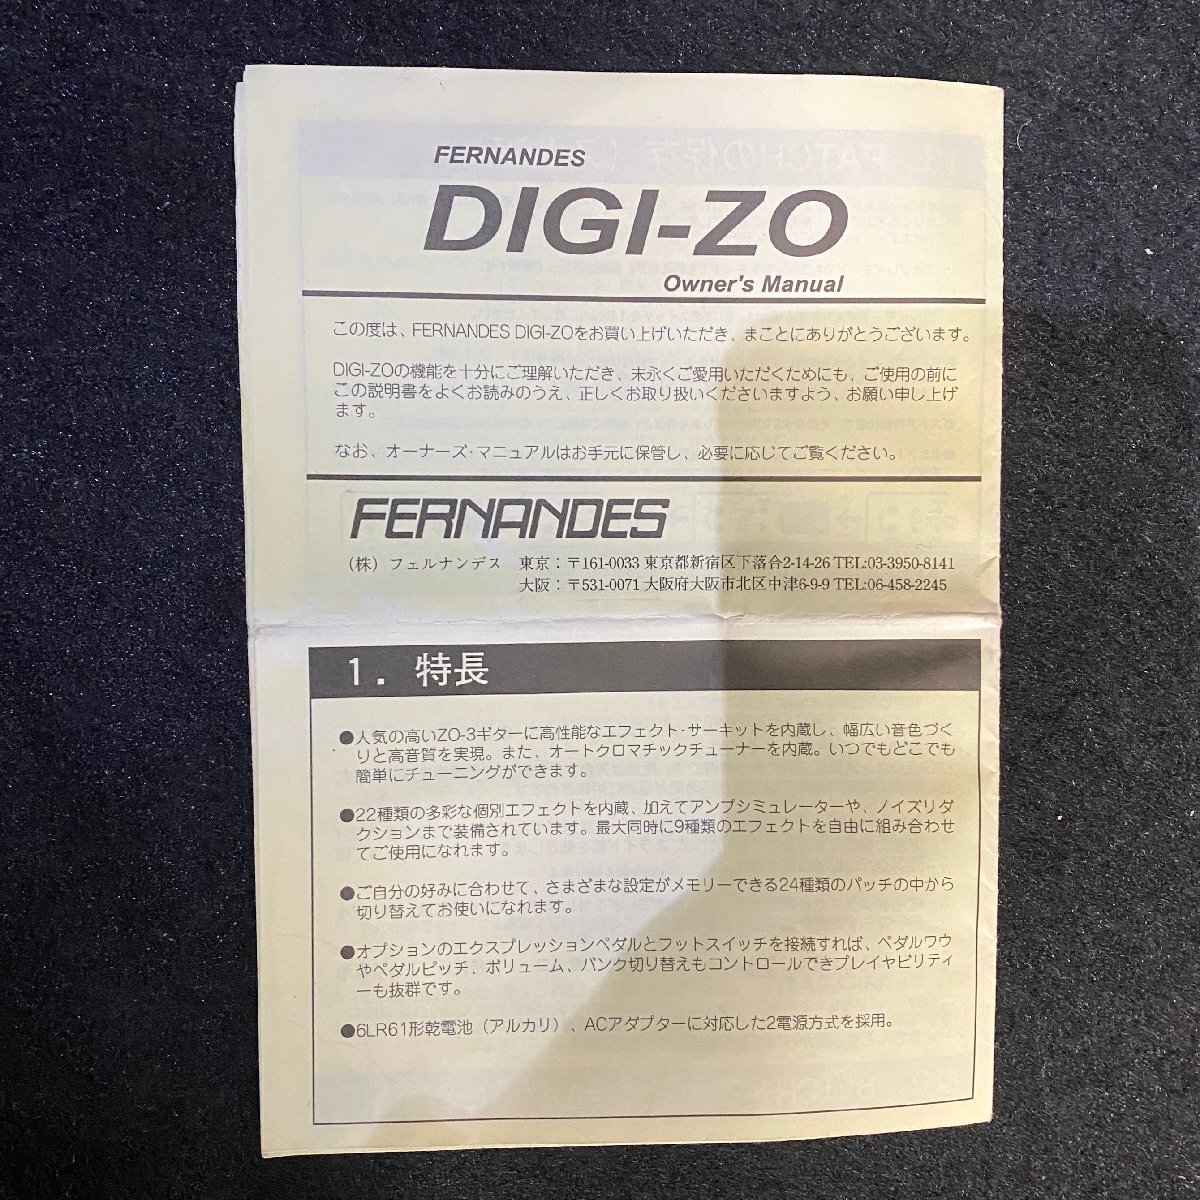 FERNANDES
DIGI-ZO
Owner's Manual
この度は、FERNANDES DIGI-ZOをお買い上げいただき、まことにありがとうございます。
DIGI-ZOの機能を十分にご理解いただき、末永くご愛用いただくためにも、ご使用の前に
この説明書をよくお読みのうえ、正しくお取り扱いくださいますよう、お願い申し上げ
ます。
なお、オーナーズ・マニュアルはお手元に保管し、必要に応じてご覧ください。
FERNANDES
(株) フェルナンデス 東京：〒161-0033 東京都新宿区下落合2-14-26 TEL:03-3950-8141
大阪：〒531-0071 大阪府大阪市北区中津6-9-9 TEL:06-458-2245
1．特長
●人気の高いZO-3ギターに高性能なエフェクト・サーキットを内蔵し、幅広い音色づく
りと高音質を実現。また、オートクロマチックチューナーを内蔵。いつでもどこでも
簡単にチューニングができます。
●22種類の多彩な個別エフェクトを内蔵、加えてアンプシミュレーターや、ノイズリダ
クションまで装備されています。最大同時に9種類のエフェクトを自由に組み合わせ
てご使用になれます。
●ご自分の好みに合わせて、さまざまな設定がメモリーできる24種類のパッチの中から
切り替えてお使いになれます。
●オプションのエクスプレッションペダルとフットスイッチを接続すれば、ペダルワウ
やペダルピッチ、ボリューム、バンク切り替えもコントロールできプレイヤビリティ
ーも抜群です。
●6LR61形乾電池（アルカリ）、ACアダプターに対応した2電源方式を採用。